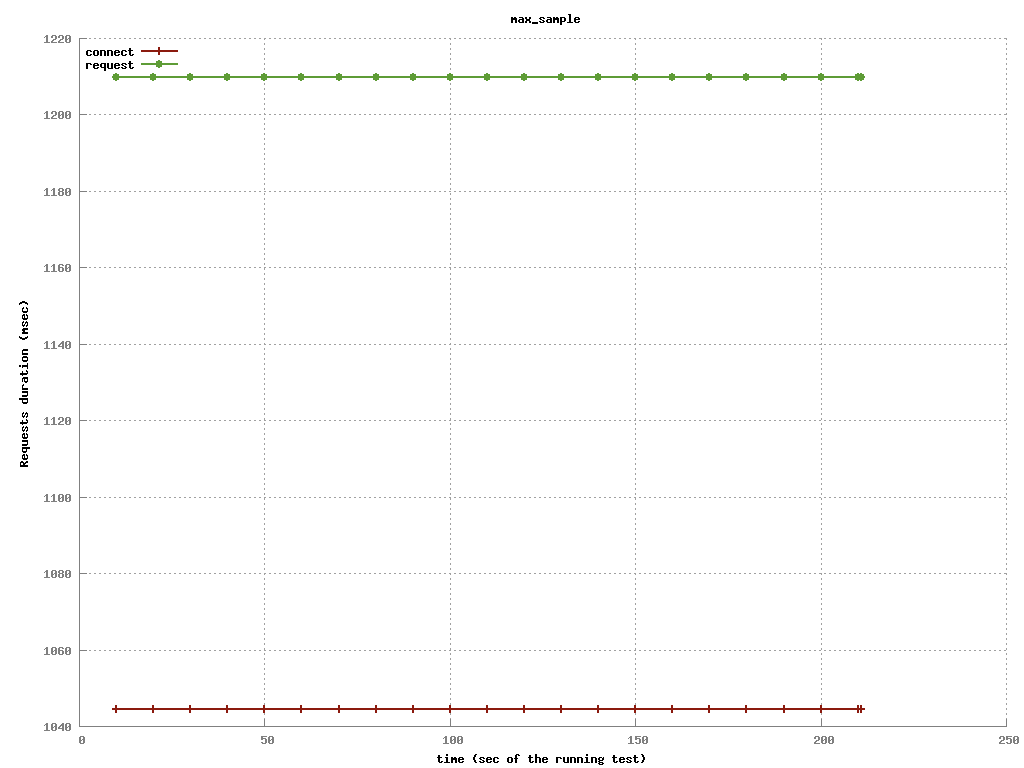 max_sample
connect
request
1220
1200
1180
1160
1140
1120
1100
1080
1060
1040
Requests duration (msec)
0 50 100 150 200 250
time (sec of the running test)